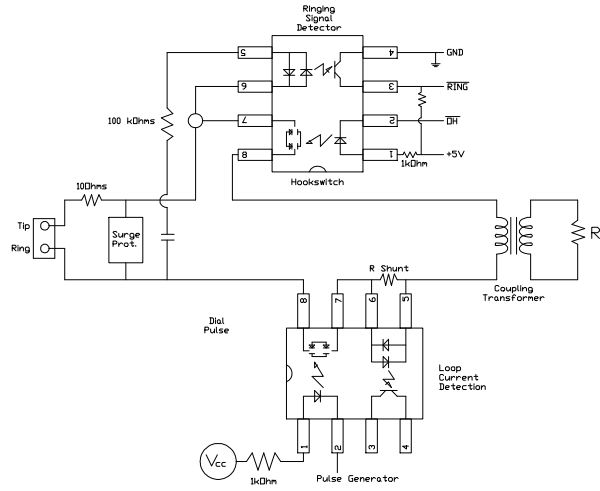 Ringing
Signal
Detector
5
4
GND
6
3
RING
100 kOhms
7
2
OH
8
1
+5V
1kOhm
Hookswitch
10Ohms
Tip
Ring
Surge
Prot.
R
R Shunt
Coupling
Transformer
8
7
6
5
Dial
Pulse
Loop
Current
Detection
1
2
3
4
Vcc
1kOhm
Pulse Generator